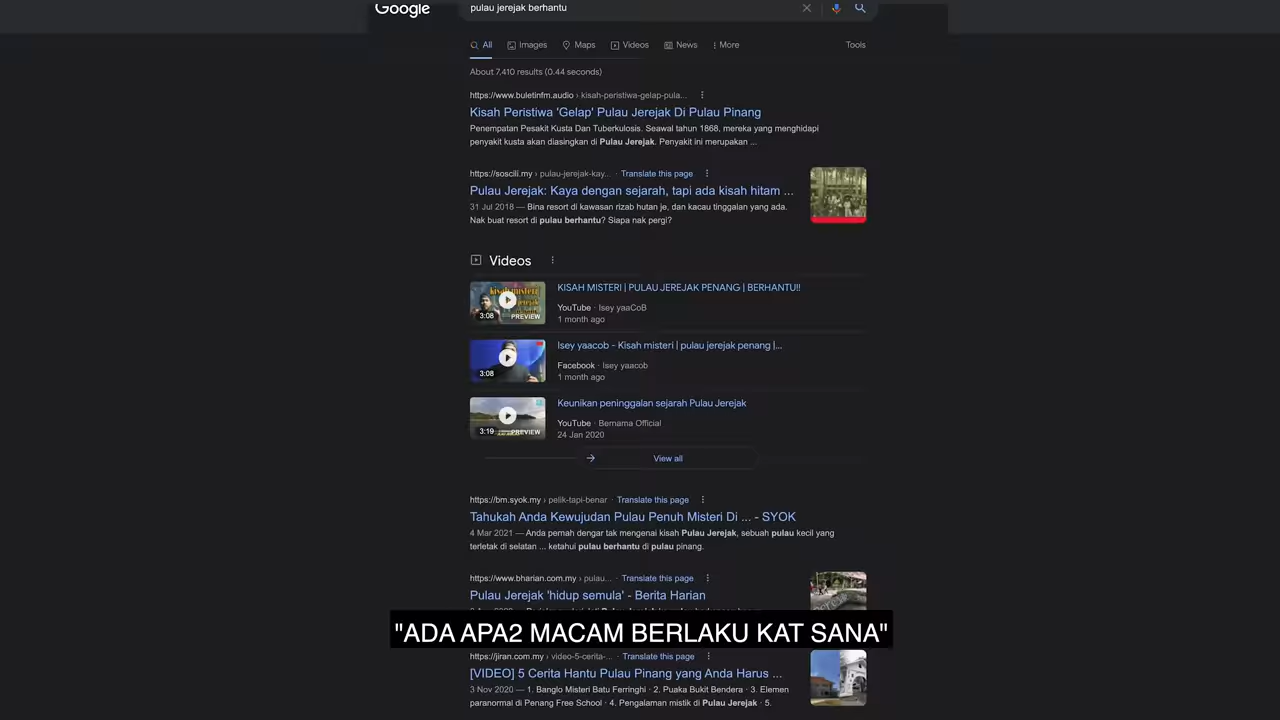 Google
pulau jerejak berhantu
All Images Maps Videos News More Tools
About 7,410 results (0.44 seconds)
https://www.buletinfm.audio › kisah-peristiwa-gelap-pula...
Kisah Peristiwa 'Gelap' Pulau Jerejak Di Pulau Pinang
Penempatan Pesakit Kusta Dan Tuberkulosis. Seawal tahun 1868, mereka yang menghidapi
penyakit kusta akan diasingkan di Pulau Jerejak. Penyakit ini merupakan ...
https://soscili.my › pulau-jerejak-kay... · Translate this page
Pulau Jerejak: Kaya dengan sejarah, tapi ada kisah hitam ...
31 Jul 2018 — Bina resort di kawasan rizab hutan je, dan kacau tinggalan yang ada.
Nak buat resort di pulau berhantu? Siapa nak pergi?
Videos
KISAH MISTERI | PULAU JEREJAK PENANG | BERHANTU!!
3:08 PREVIEW
YouTube · Isey yaaCoB
1 month ago
Isey yaacob - Kisah misteri | pulau jerejak penang |...
3:08
Facebook · Isey yaacob
1 month ago
Keunikan peninggalan sejarah Pulau Jerejak
3:19 PREVIEW
YouTube · Bernama Official
24 Jan 2020
View all
https://bm.syok.my › pelik-tapi-benar · Translate this page
Tahukah Anda Kewujudan Pulau Penuh Misteri Di ... - SYOK
4 Mar 2021 — Anda pernah dengar tak mengenai kisah Pulau Jerejak, sebuah pulau kecil yang
terletak di selatan ... ketahui pulau berhantu di pulau pinang.
https://www.bharian.com.my › pulau... · Translate this page
Pulau Jerejak 'hidup semula' - Berita Harian
"ADA APA2 MACAM BERLAKU KAT SANA"
https://jiran.com.my › video-5-cerita-... · Translate this page
[VIDEO] 5 Cerita Hantu Pulau Pinang yang Anda Harus ...
3 Nov 2020 — 1. Banglo Misteri Batu Ferringhi · 2. Puaka Bukit Bendera · 3. Elemen
paranormal di Penang Free School · 4. Pengalaman mistik di Pulau Jerejak · 5.